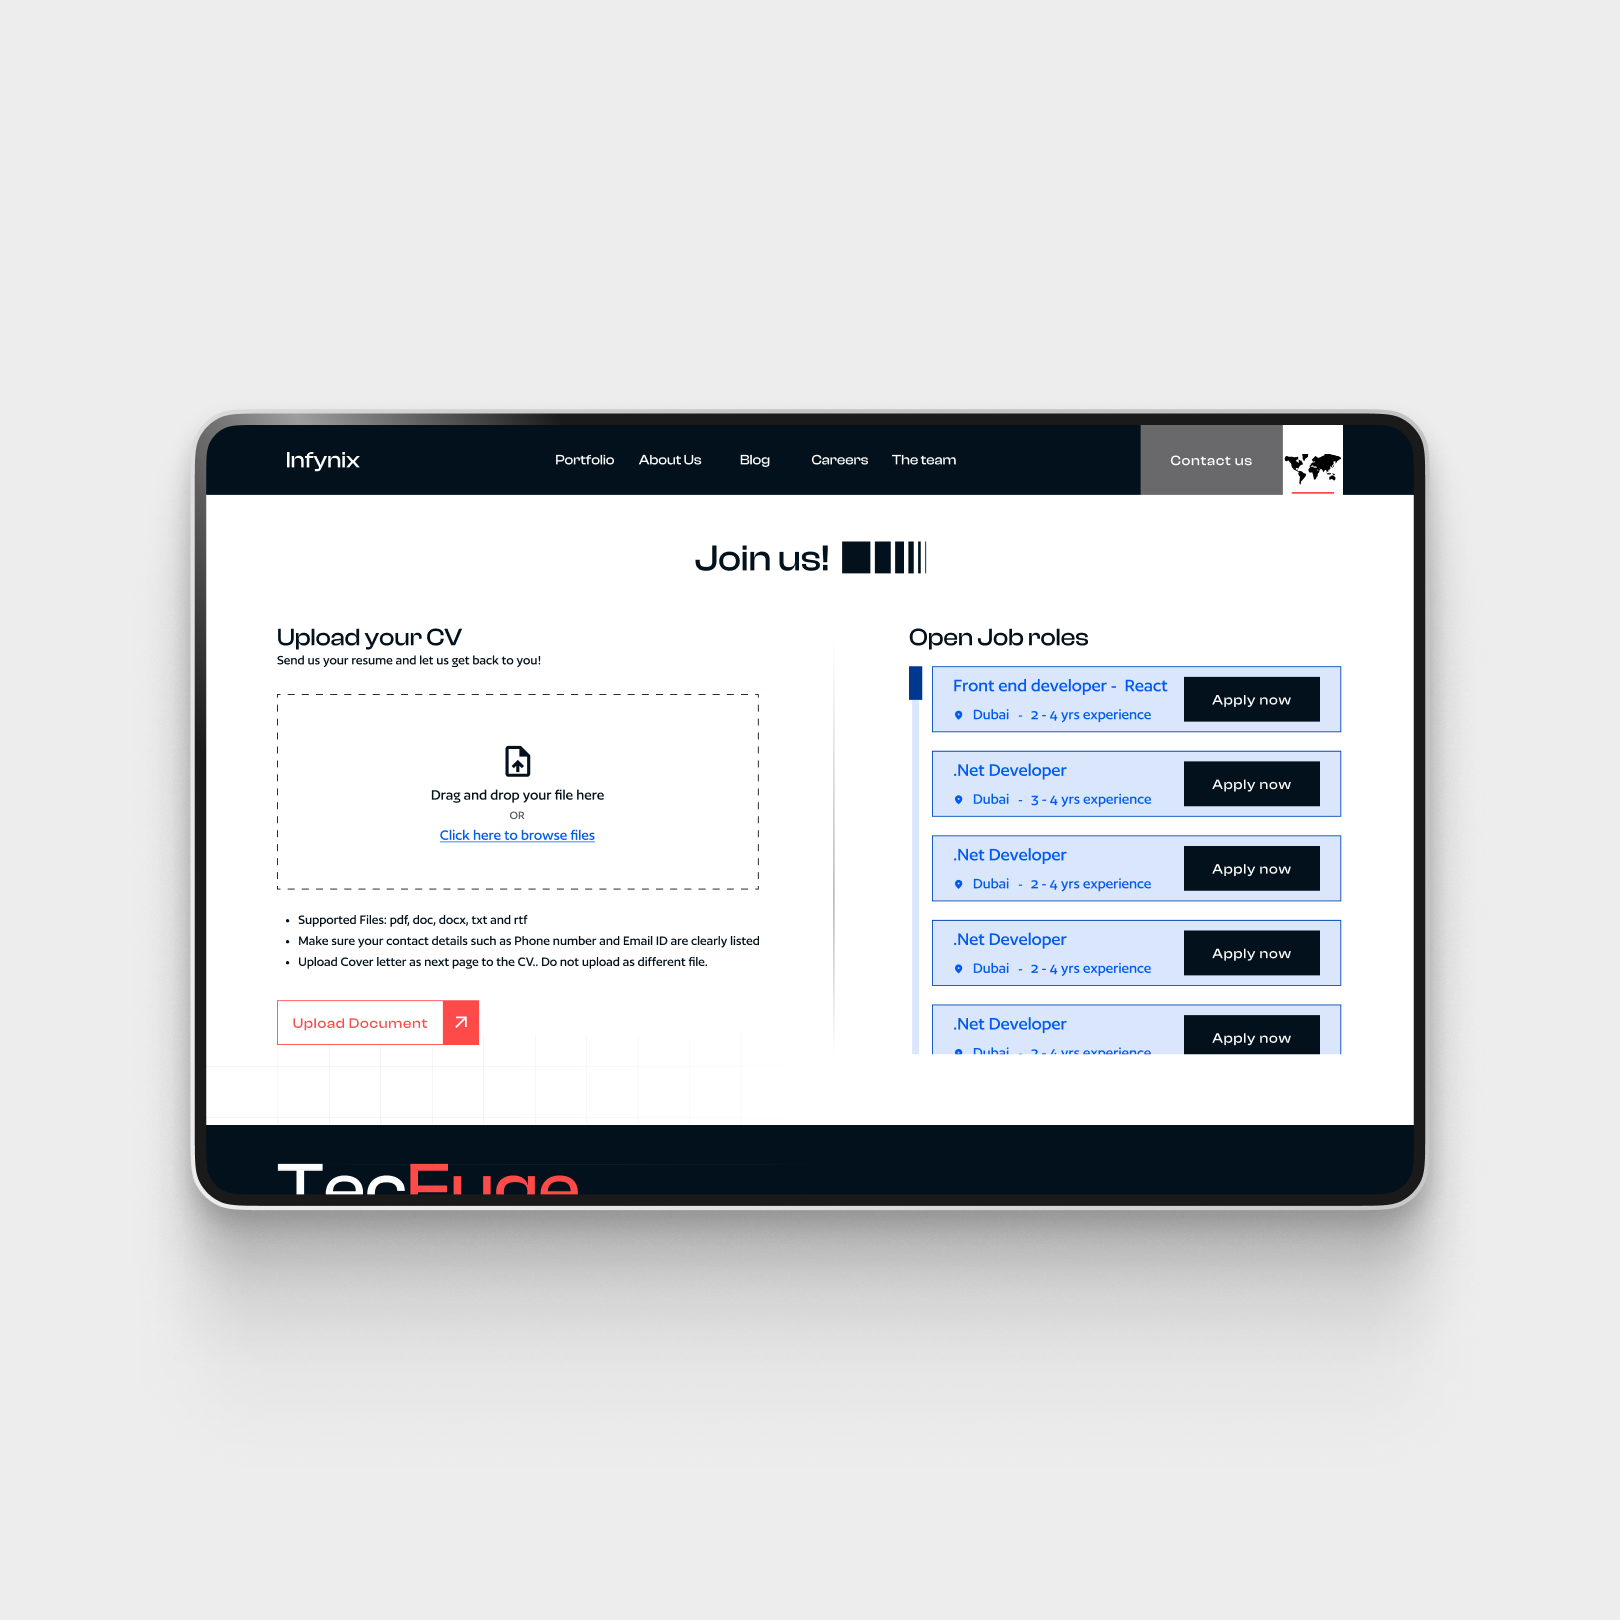 Infynix
Portfolio
About Us
Blog
Careers
The team
Contact us
Join us!
Upload your CV
Send us your resume and let us get back to you!
Drag and drop your file here
OR
Click here to browse files
• Supported Files: pdf, doc, docx, txt and rtf
• Make sure your contact details such as Phone number and Email ID are clearly listed
• Upload Cover letter as next page to the CV.. Do not upload as different file.
Upload Document
Open Job roles
Front end developer - React
Dubai - 2 - 4 yrs experience
Apply now
.Net Developer
Dubai - 3 - 4 yrs experience
Apply now
.Net Developer
Dubai - 2 - 4 yrs experience
Apply now
.Net Developer
Dubai - 2 - 4 yrs experience
Apply now
.Net Developer
Dubai - 2 - 4 yrs experience
Apply now
TecFuge